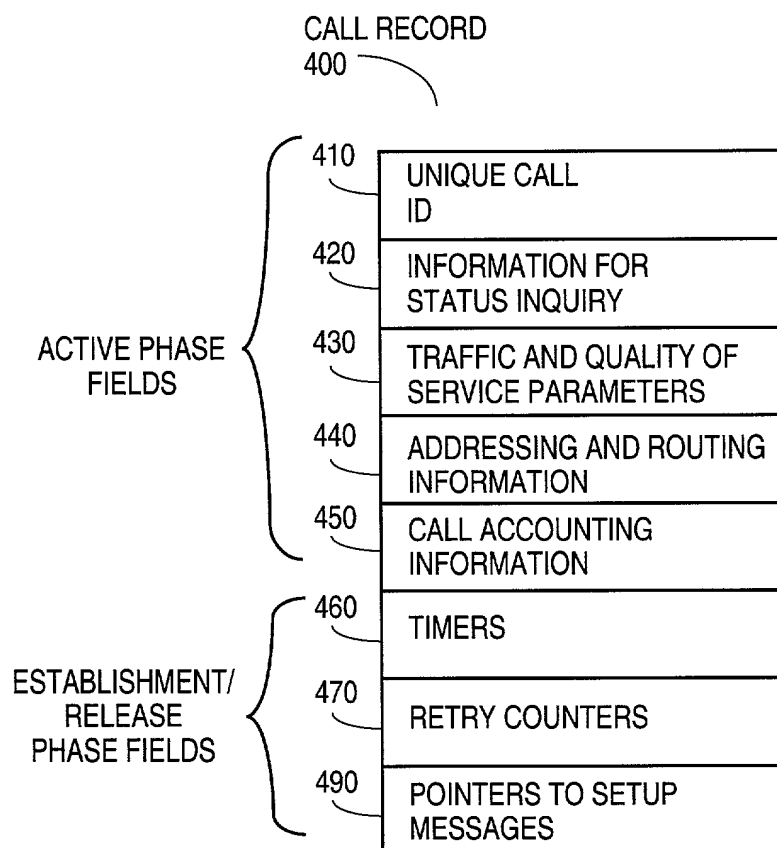 CALL RECORD
400
410
UNIQUE CALL
ID
420
INFORMATION FOR
STATUS INQUIRY
ACTIVE PHASE
FIELDS
430
TRAFFIC AND QUALITY OF
SERVICE PARAMETERS
440
ADDRESSING AND ROUTING
INFORMATION
450
CALL ACCOUNTING
INFORMATION
460
TIMERS
ESTABLISHMENT/
RELEASE
PHASE FIELDS
470
RETRY COUNTERS
490
POINTERS TO SETUP
MESSAGES